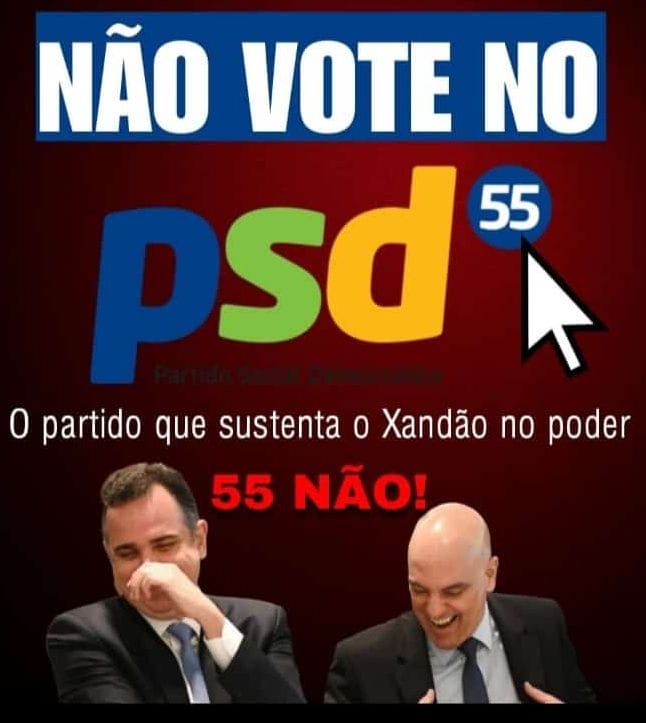 NÃO VOTE NO
psd 55
Partido Social Democrático
O partido que sustenta o Xandão no poder
55 NÃO!